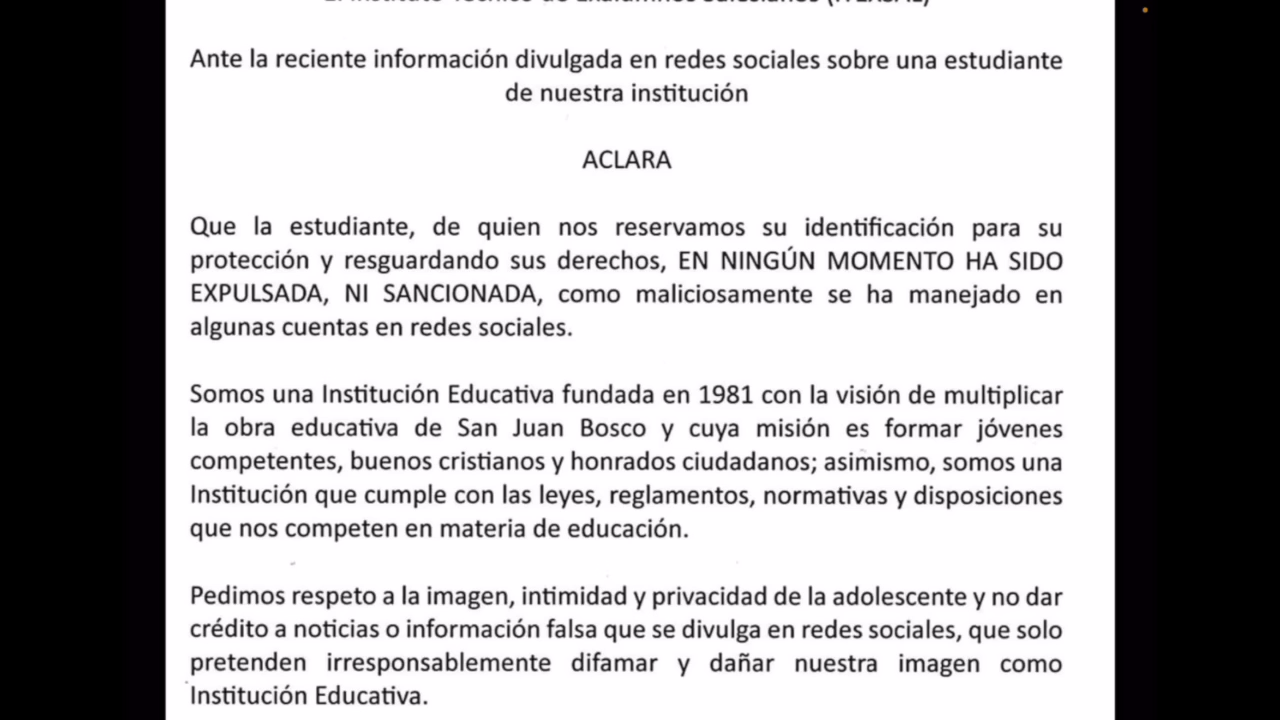 Ante la reciente información divulgada en redes sociales sobre una estudiante
de nuestra institución
ACLARA
Que la estudiante, de quien nos reservamos su identificación para su
protección y resguardando sus derechos, EN NINGÚN MOMENTO HA SIDO
EXPULSADA, NI SANCIONADA, como maliciosamente se ha manejado en
algunas cuentas en redes sociales.
Somos una Institución Educativa fundada en 1981 con la visión de multiplicar
la obra educativa de San Juan Bosco y cuya misión es formar jóvenes
competentes, buenos cristianos y honrados ciudadanos; asimismo, somos una
Institución que cumple con las leyes, reglamentos, normativas y disposiciones
que nos competen en materia de educación.
Pedimos respeto a la imagen, intimidad y privacidad de la adolescente y no dar
crédito a noticias o información falsa que se divulga en redes sociales, que solo
pretenden irresponsablemente difamar y dañar nuestra imagen como
Institución Educativa.